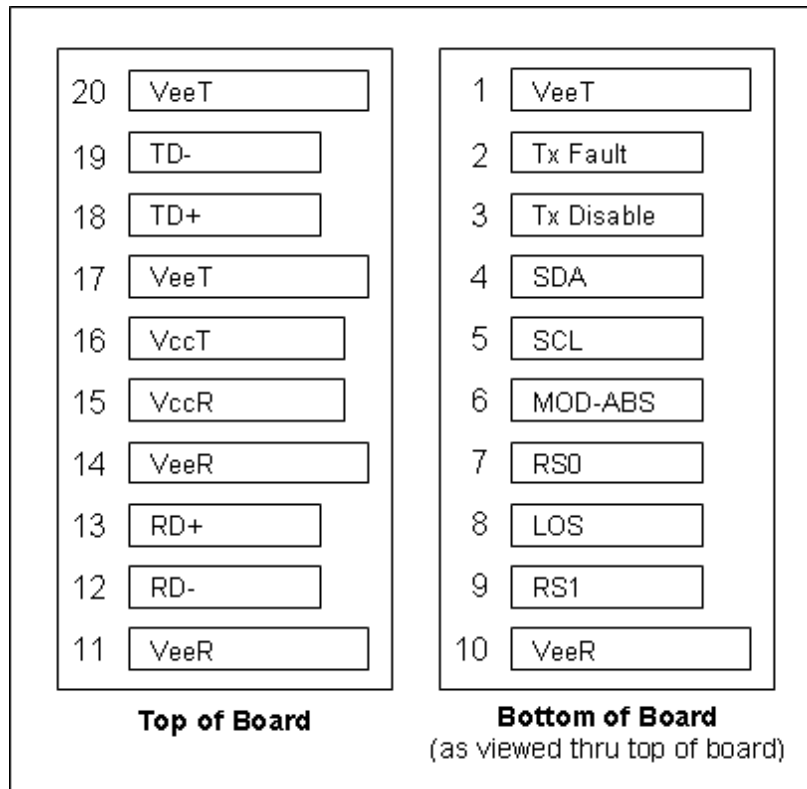 20 VeeT
19 TD-
18 TD+
17 VeeT
16 VccT
15 VccR
14 VeeR
13 RD+
12 RD-
11 VeeR
Top of Board
1 VeeT
2 Tx Fault
3 Tx Disable
4 SDA
5 SCL
6 MOD-ABS
7 RS0
8 LOS
9 RS1
10 VeeR
Bottom of Board
(as viewed thru top of board)